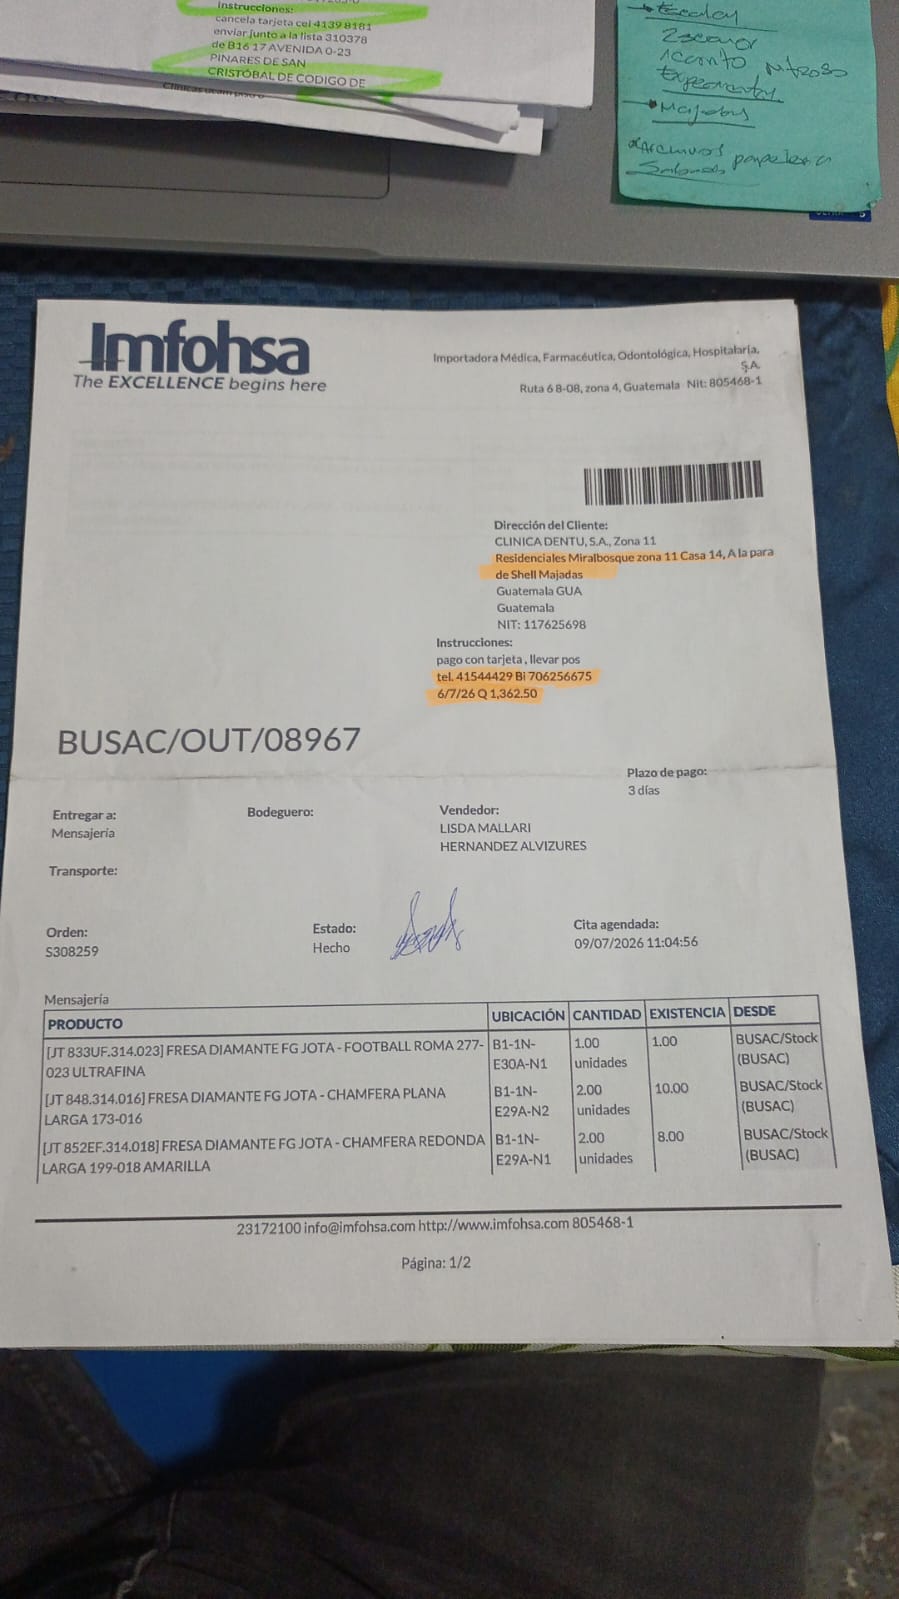 Instrucciones:
cancela tarjeta cel 4139 8181
enviar junto a la lista 310378
de B16 17 AVENIDA 0-23
PINARES DE SAN
CRISTÓBAL DE CODIGO DE
Escalay
nitroso
Majadas
Archivos papeleria
Imfohsa
The EXCELLENCE begins here
Importadora Médica, Farmacéutica, Odontológica, Hospitalaria,
S.A.
Ruta 6 8-08, zona 4, Guatemala Nit: 805468-1
Dirección del Cliente:
CLINICA DENTU, S.A., Zona 11
Residenciales Miralbosque zona 11 Casa 14, A la para
de Shell Majadas
Guatemala GUA
Guatemala
NIT: 117625698
Instrucciones:
pago con tarjeta , llevar pos
tel. 41544429 BI 706256675
6/7/26 Q 1,362.50
BUSAC/OUT/08967
Plazo de pago:
3 días
Entregar a:
Mensajería
Bodeguero:
Vendedor:
LISDA MALLARI
HERNANDEZ ALVIZURES
Transporte:
Orden:
S308259
Estado:
Hecho
Cita agendada:
09/07/2026 11:04:56
Mensajería
PRODUCTO UBICACIÓN CANTIDAD EXISTENCIA DESDE
[JT 833UF.314.023] FRESA DIAMANTE FG JOTA - FOOTBALL ROMA 277- B1-1N- 1.00 1.00 BUSAC/Stock
023 ULTRAFINA E30A-N1 unidades (BUSAC)
[JT 848.314.016] FRESA DIAMANTE FG JOTA - CHAMFERA PLANA B1-1N- 2.00 10.00 BUSAC/Stock
LARGA 173-016 E29A-N2 unidades (BUSAC)
[JT 852EF.314.018] FRESA DIAMANTE FG JOTA - CHAMFERA REDONDA B1-1N- 2.00 8.00 BUSAC/Stock
LARGA 199-018 AMARILLA E29A-N1 unidades (BUSAC)
23172100 info@imfohsa.com http://www.imfohsa.com 805468-1
Página: 1/2